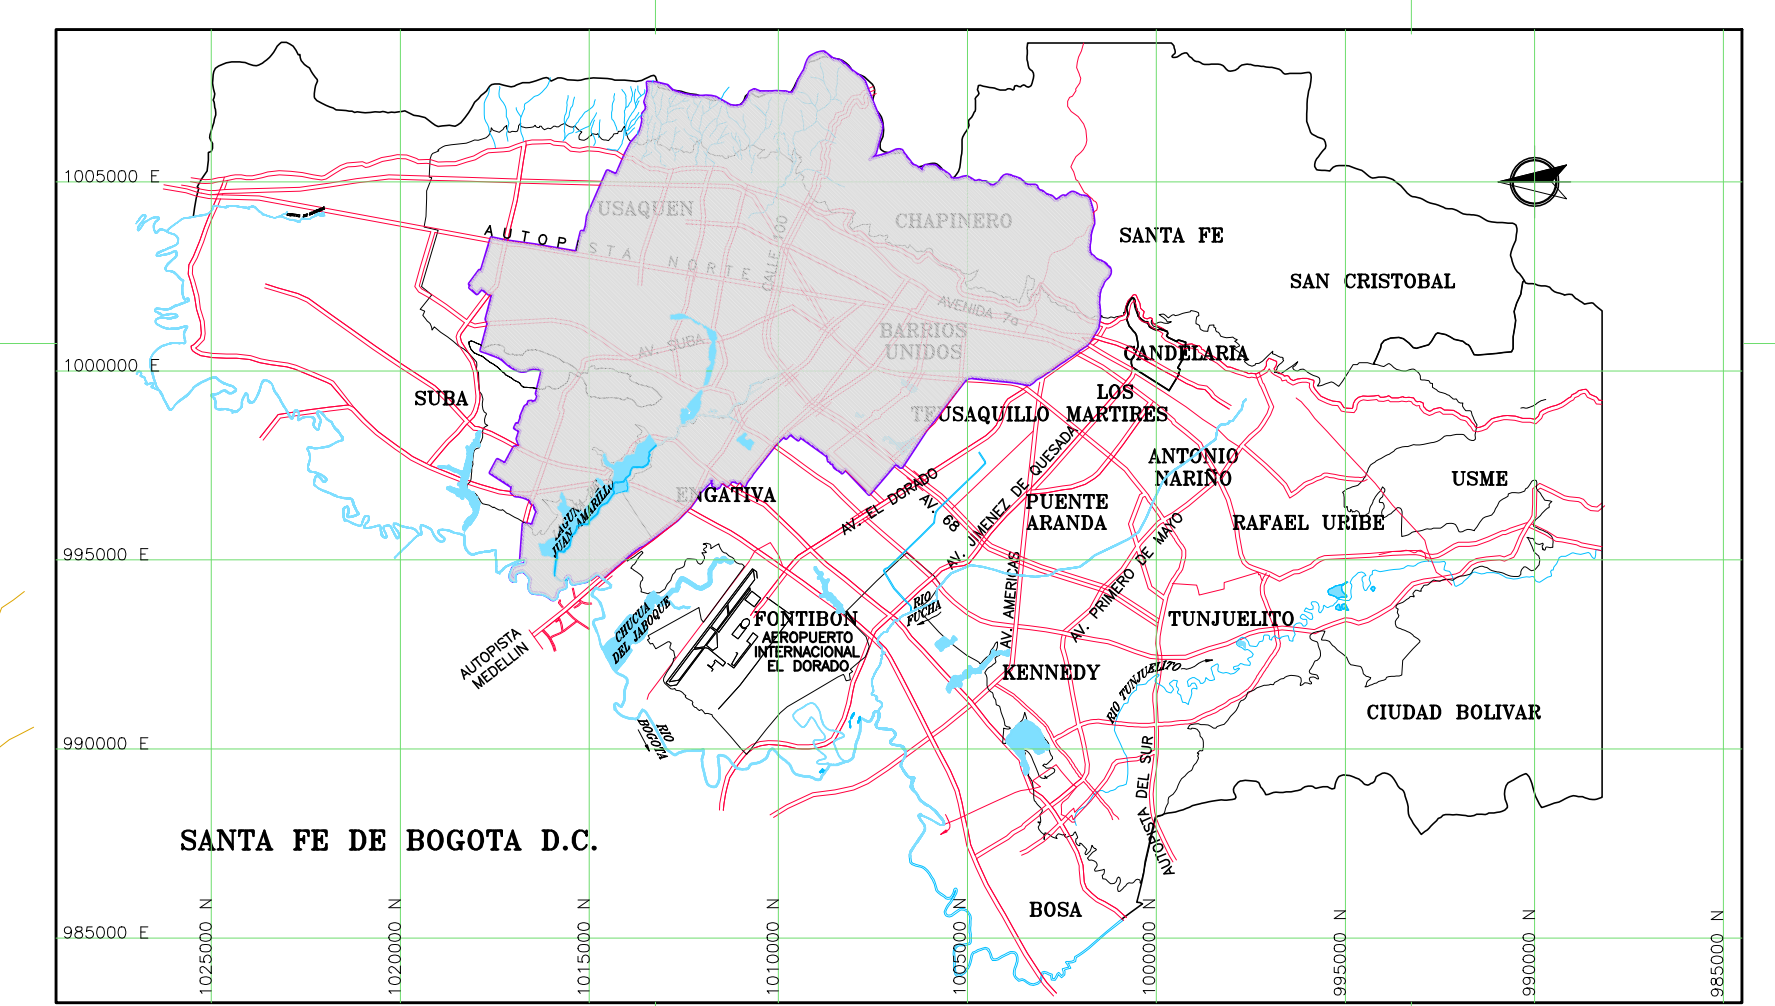 1005000 E
USAQUEN
CHAPINERO
SANTA FE
AUTOPISTA NORTE
CALLE 100
SAN CRISTOBAL
AVENIDA 7a
BARRIOS
UNIDOS
AV. SUBA
CANDELARIA
1000000 E
SUBA
LOS
MARTIRES
TEUSAQUILLO
ANTONIO
NARIÑO
USME
ENGATIVA
AV. EL DORADO
AV. 68
AV. JIMENEZ DE QUESADA
PUENTE
ARANDA
RAFAEL URIBE
LAGUNA
JUAN AMARILLO
995000 E
AV. AMERICAS
AV. PRIMERO DE MAYO
RIO
FUCHA
CHUCUA
DEL JABOQUE
FONTIBON
AEROPUERTO
INTERNACIONAL
EL DORADO
TUNJUELITO
AUTOPISTA
MEDELLIN
KENNEDY
RIO TUNJUELITO
CIUDAD BOLIVAR
RIO
BOGOTA
990000 E
AUTOPISTA DEL SUR
SANTA FE DE BOGOTA D.C.
BOSA
985000 E
1025000 N
1020000 N
1015000 N
1010000 N
1005000 N
1000000 N
995000 N
990000 N
985000 N